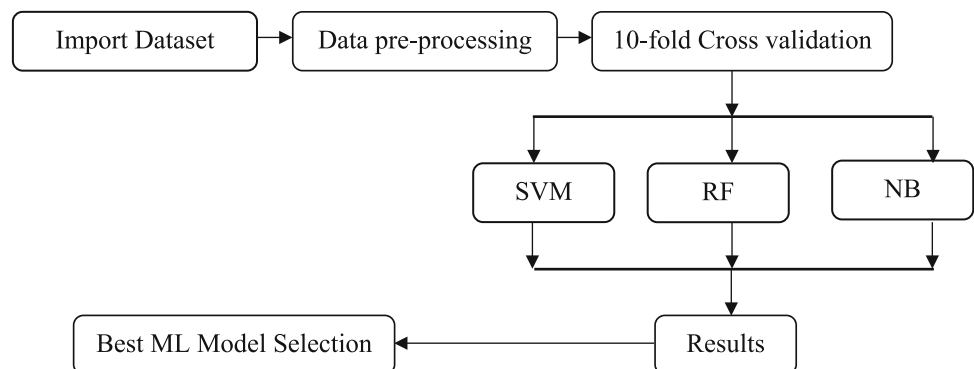 Import Dataset
Data pre-processing
10-fold Cross validation
SVM
RF
NB
Results
Best ML Model Selection